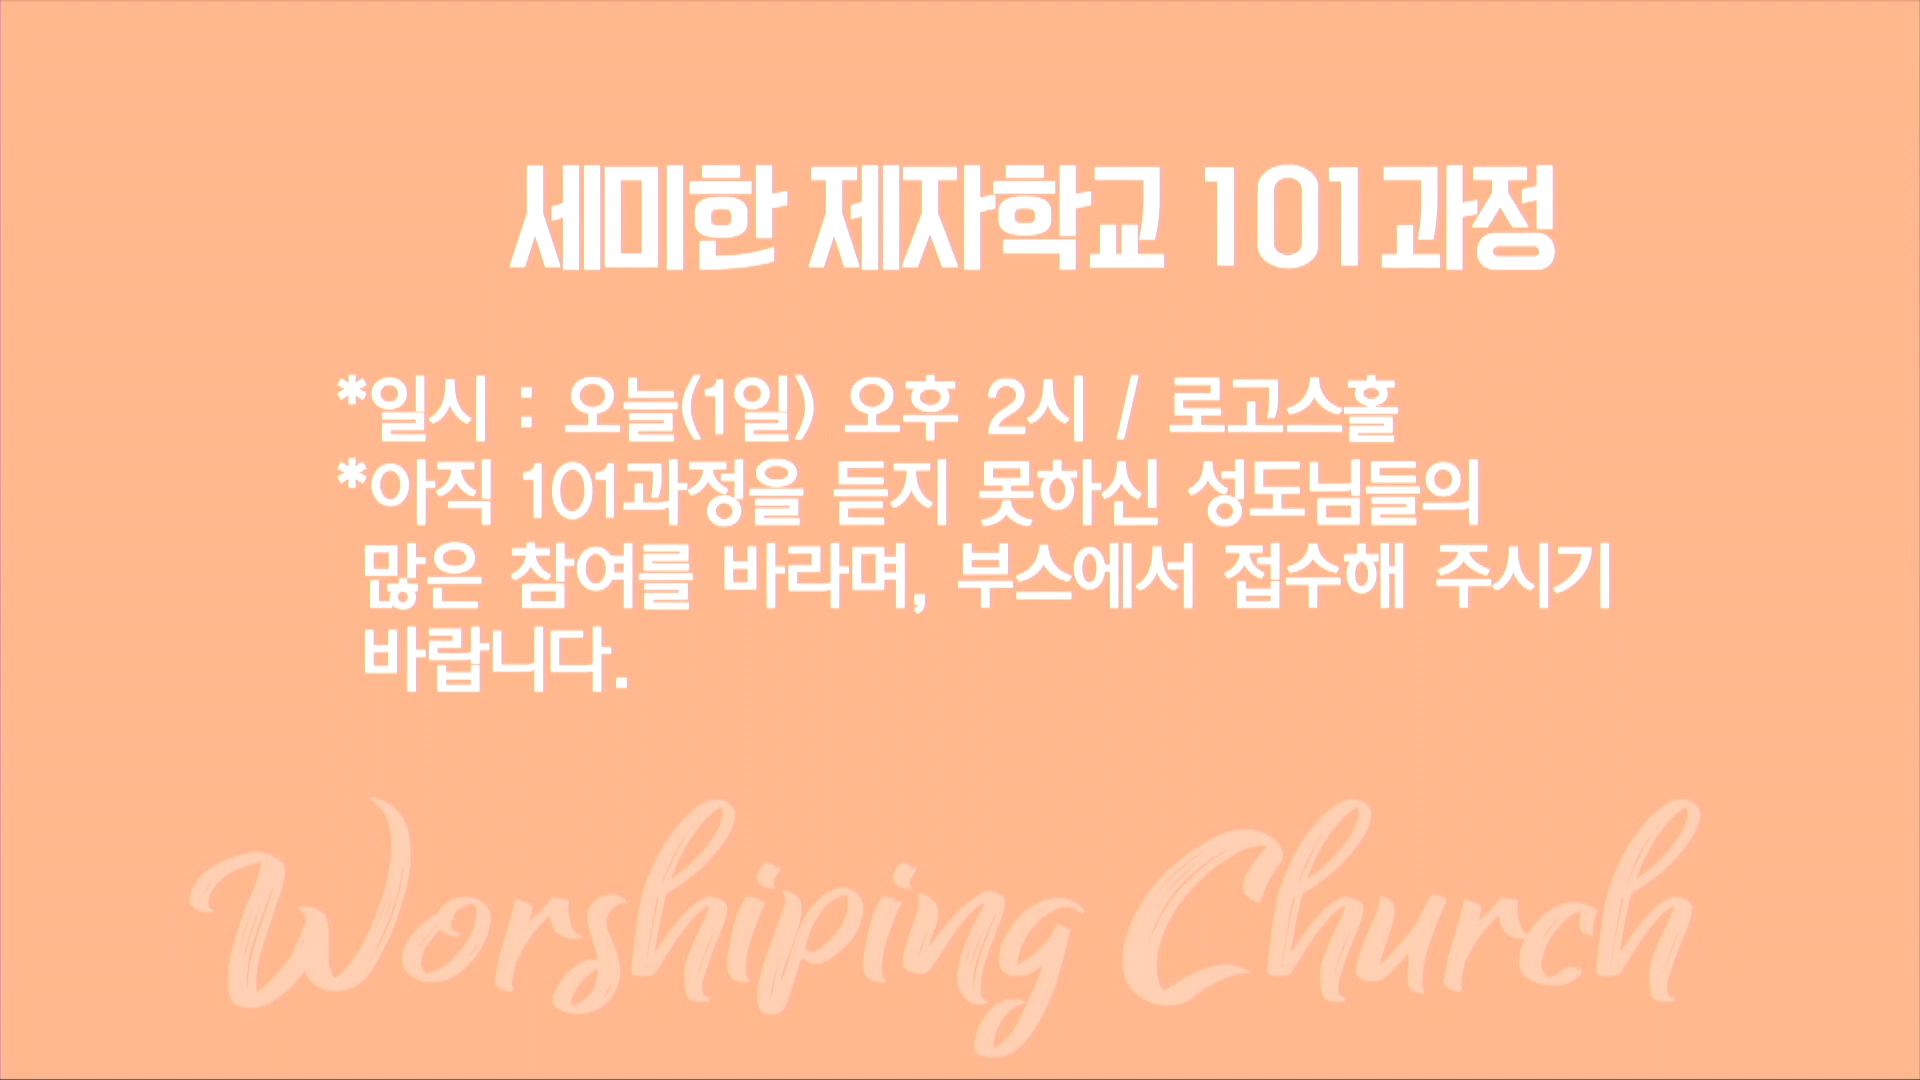 세미한 제자학교 101과정
*일시 : 오늘(1일) 오후 2시 / 로고스홀
*아직 101과정을 듣지 못하신 성도님들의
많은 참여를 바라며, 부스에서 접수해 주시기
바랍니다.
Worshiping Church